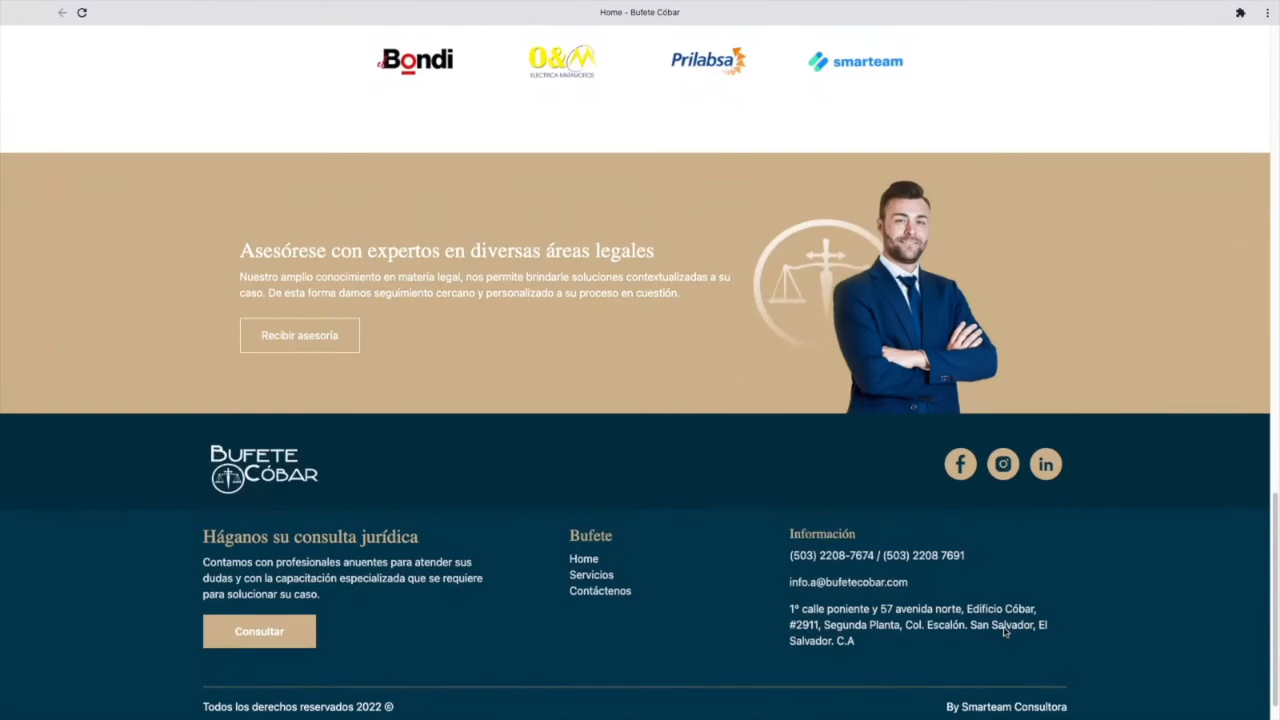 Home - Bufete Cóbar
el Bondi
O&M
ELECTRICA MATAMOROS
Prilabsa
smarteam
Asesórese con expertos en diversas áreas legales
Nuestro amplio conocimiento en materia legal, nos permite brindarle soluciones contextualizadas a su
caso. De esta forma damos seguimiento cercano y personalizado a su proceso en cuestión.
Recibir asesoría
BUFETE
CÓBAR
Háganos su consulta jurídica
Contamos con profesionales anuentes para atender sus
dudas y con la capacitación especializada que se requiere
para solucionar su caso.
Consultar
Bufete
Home
Servicios
Contáctenos
Información
(503) 2208-7674 / (503) 2208 7691
info.a@bufetecobar.com
1º calle poniente y 57 avenida norte, Edificio Cóbar,
#2911, Segunda Planta, Col. Escalón. San Salvador, El
Salvador. C.A
Todos los derechos reservados 2022 ©
By Smarteam Consultora